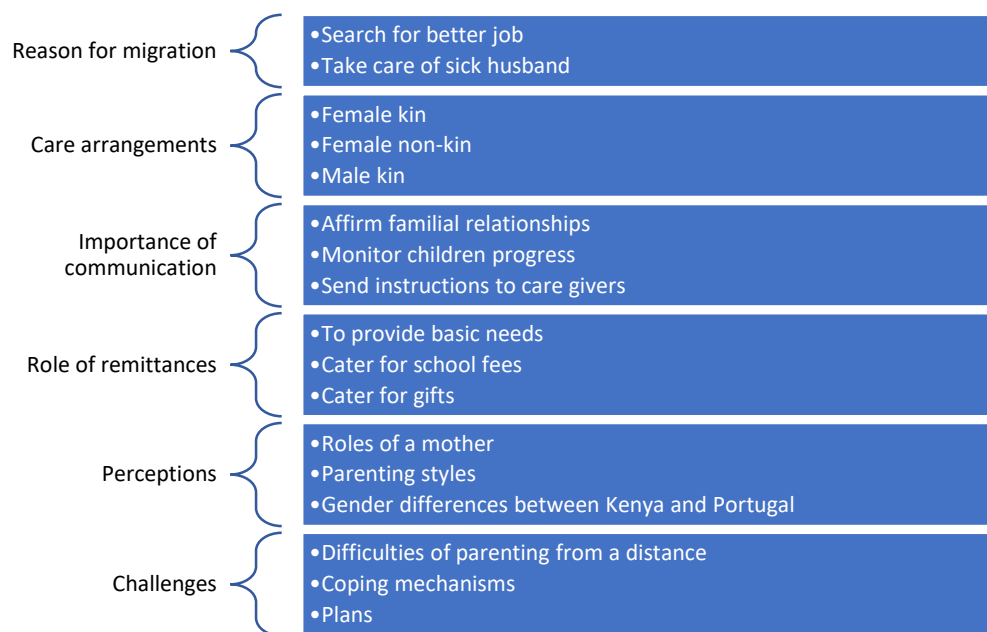 Reason for migration
•Search for better job
•Take care of sick husband
Care arrangements
•Female kin
•Female non-kin
•Male kin
Importance of
communication
•Affirm familial relationships
•Monitor children progress
•Send instructions to care givers
Role of remittances
•To provide basic needs
•Cater for school fees
•Cater for gifts
Perceptions
•Roles of a mother
•Parenting styles
•Gender differences between Kenya and Portugal
Challenges
•Difficulties of parenting from a distance
•Coping mechanisms
•Plans